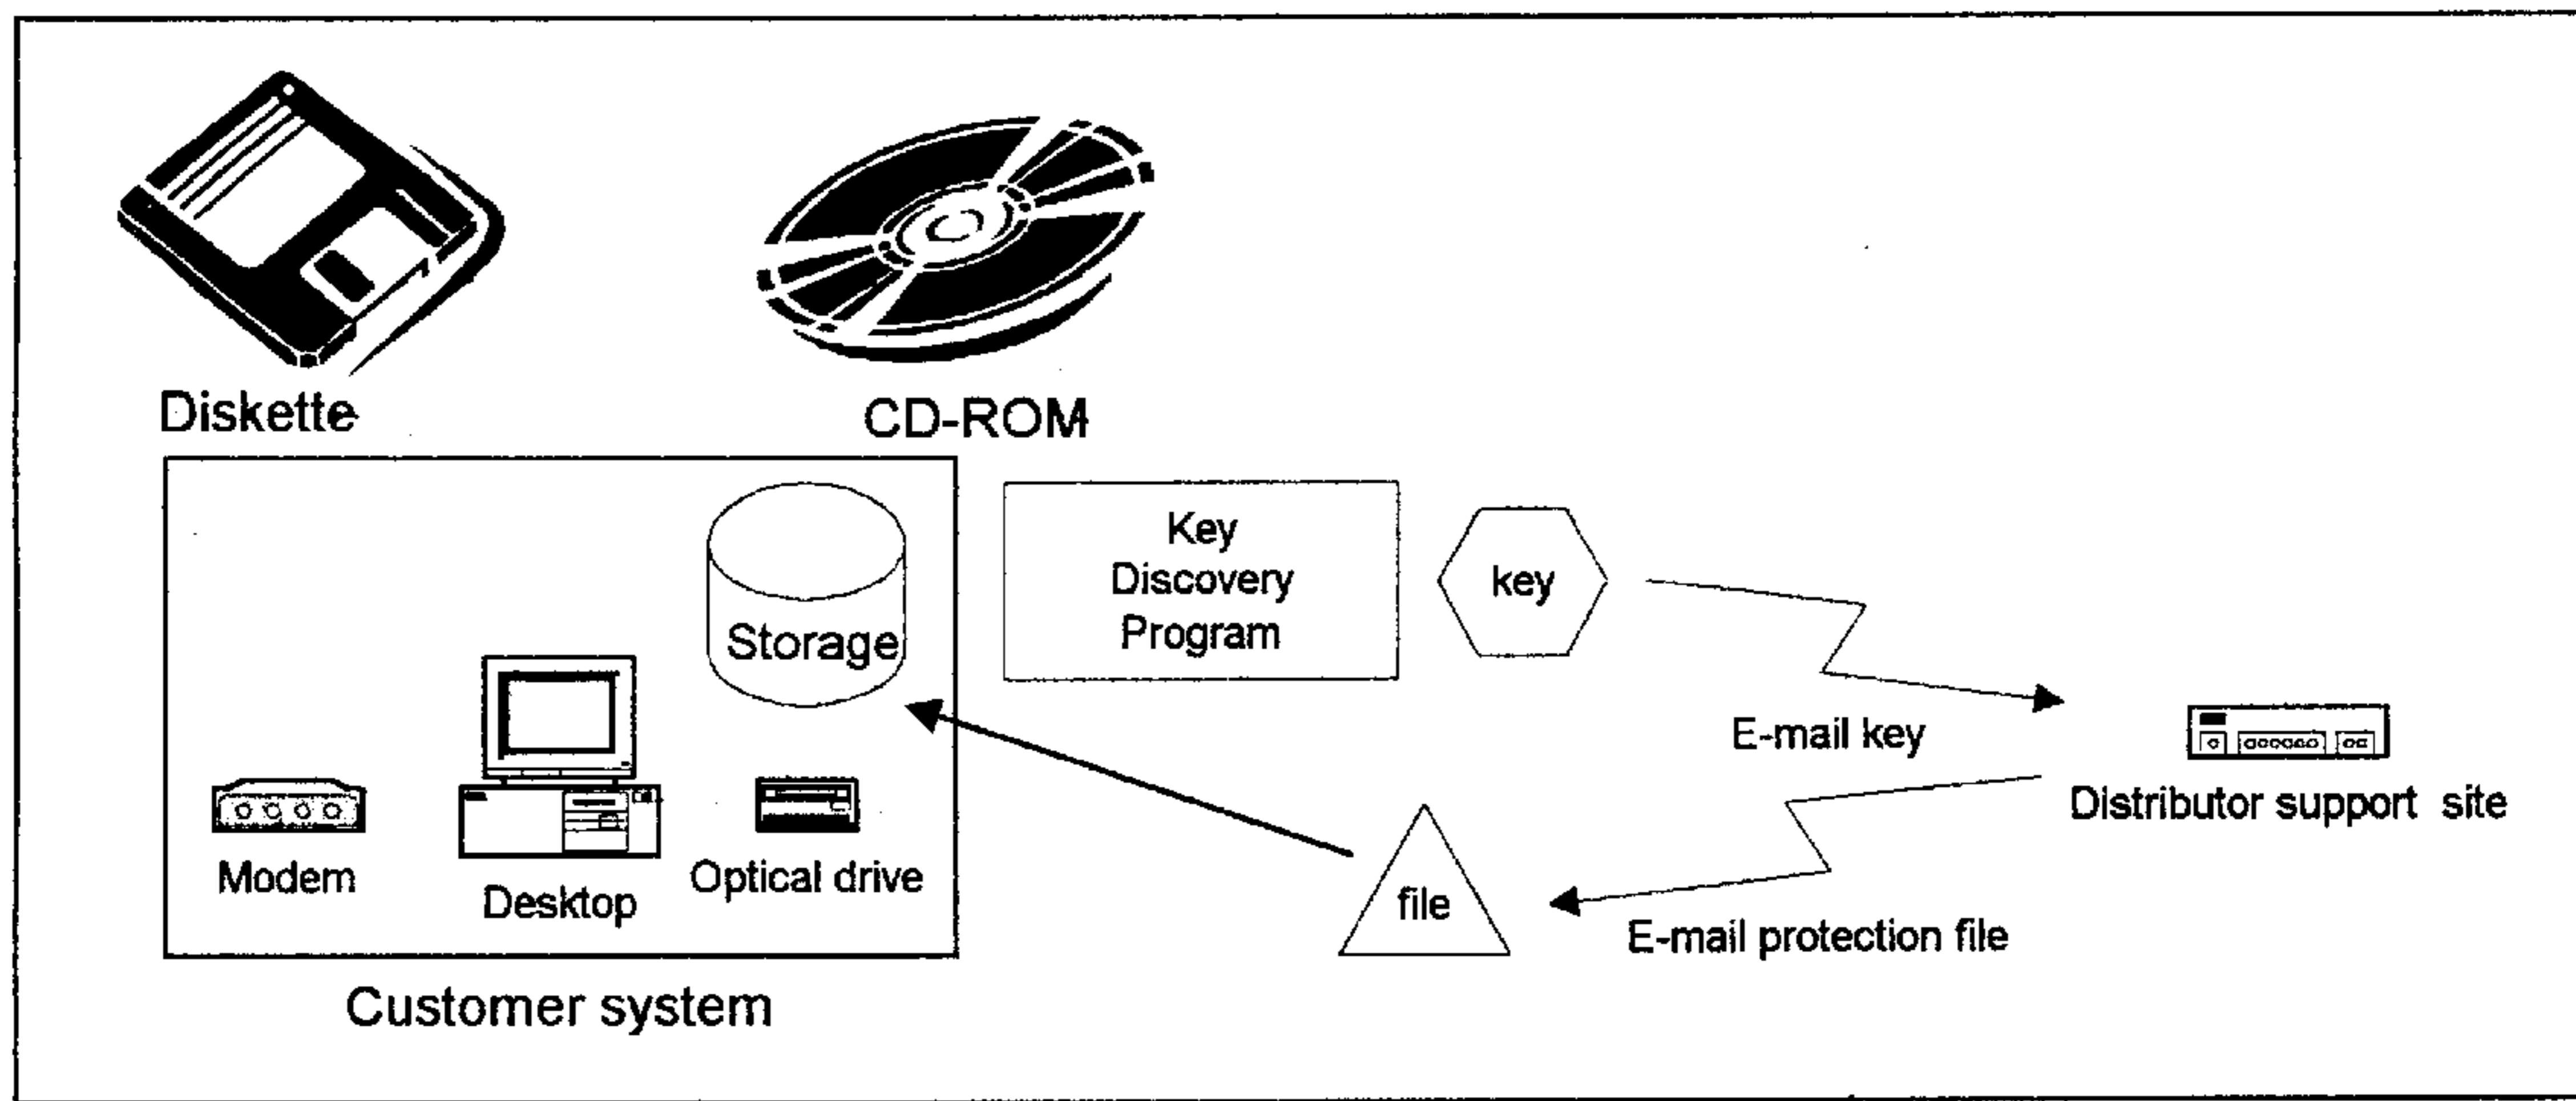 Diskette
CD-ROM
Key
Discovery
Program
key
Storage
E-mail key
Distributor support site
Modem
Desktop
Optical drive
file
E-mail protection file
Customer system